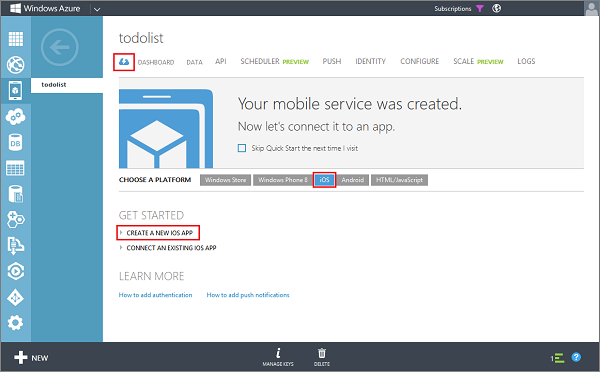 Windows Azure Subscriptions
todolist
todolist
DASHBOARD DATA API SCHEDULER PREVIEW PUSH IDENTITY CONFIGURE SCALE PREVIEW LOGS
Your mobile service was created.
Now let's connect it to an app.
Skip Quick Start the next time I visit
CHOOSE A PLATFORM Windows Store Windows Phone 8 iOS Android HTML/JavaScript
GET STARTED
CREATE A NEW IOS APP
CONNECT AN EXISTING IOS APP
LEARN MORE
How to add authentication How to add push notifications
DB
NEW MANAGE KEYS DELETE 1 ?